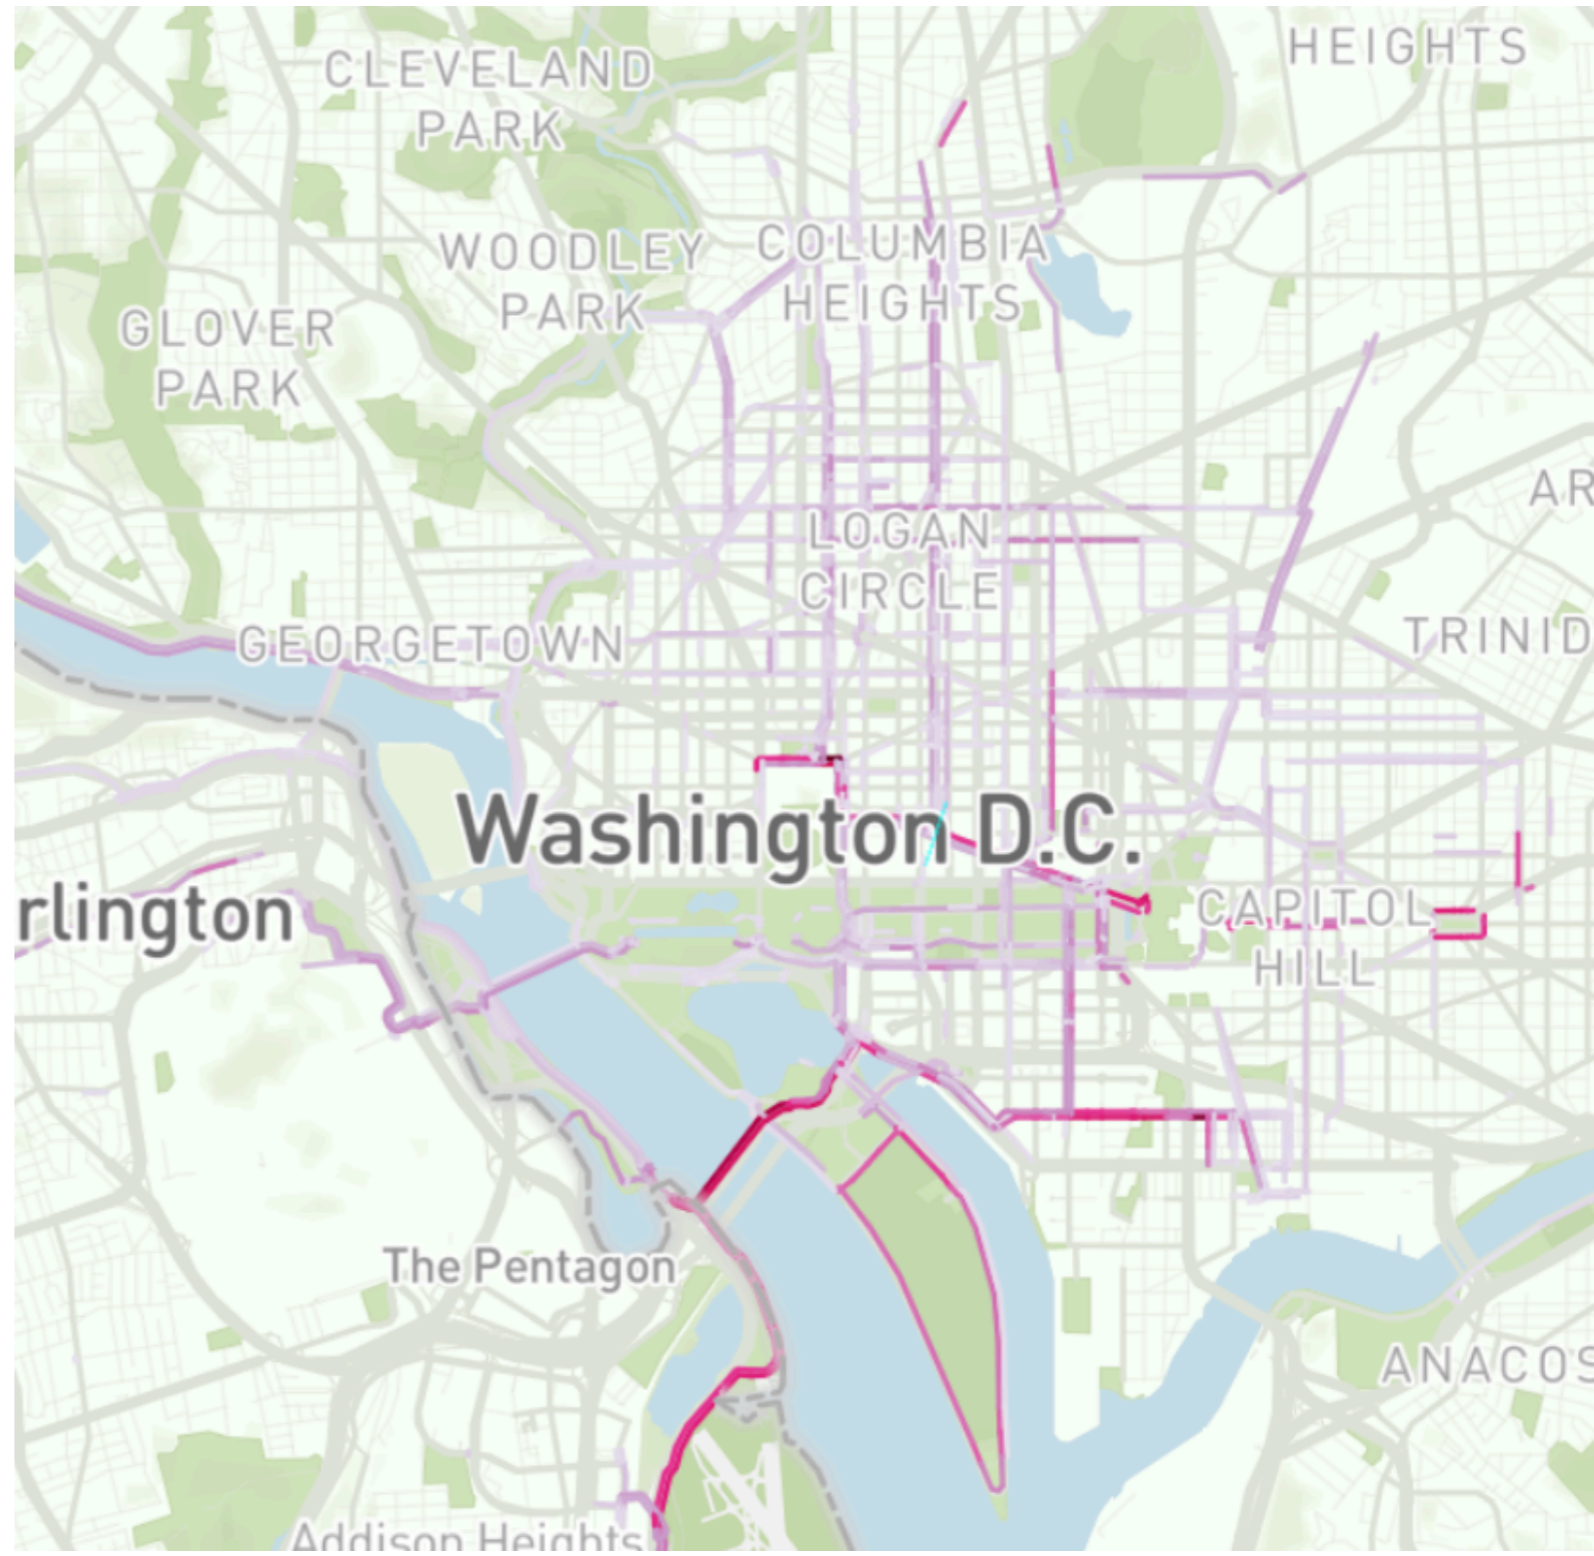 HEIGHTS
CLEVELAND
PARK
WOODLEY
PARK
COLUMBIA
HEIGHTS
GLOVER
PARK
AR
LOGAN
CIRCLE
GEORGETOWN
TRINID
Washington D.C.
rlington
CAPITOL
HILL
The Pentagon
ANACOS
Addison Heights